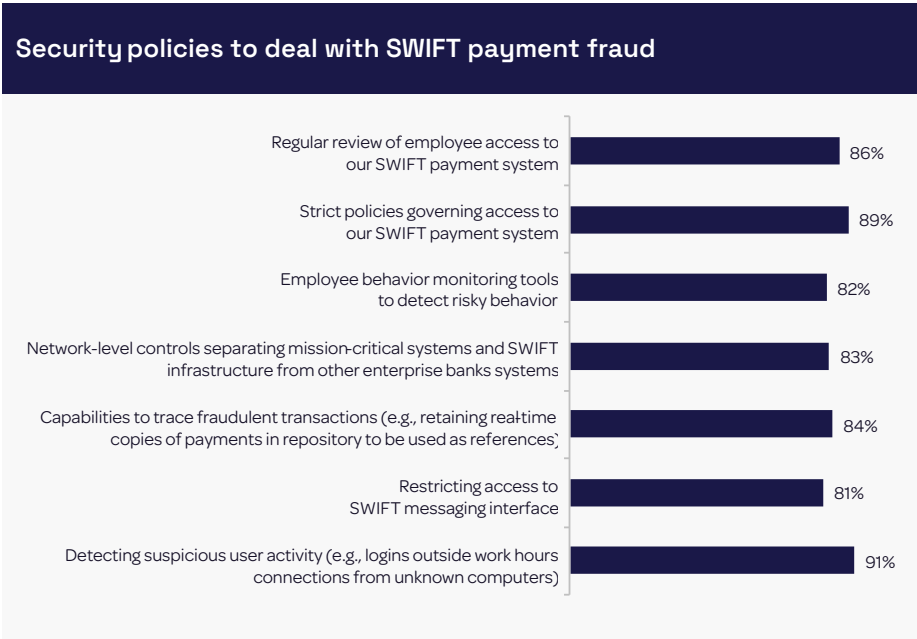 Security policies to deal with SWIFT payment fraud
Regular review of employee access to
our SWIFT payment system
86%
Strict policies governing access to
our SWIFT payment system
89%
Employee behavior monitoring tools
to detect risky behavior
82%
Network-level controls separating mission-critical systems and SWIFT
infrastructure from other enterprise banks systems
83%
Capabilities to trace fraudulent transactions (e.g., retaining real-time
copies of payments in repository to be used as references)
84%
Restricting access to
SWIFT messaging interface
81%
Detecting suspicious user activity (e.g., logins outside work hours
connections from unknown computers)
91%